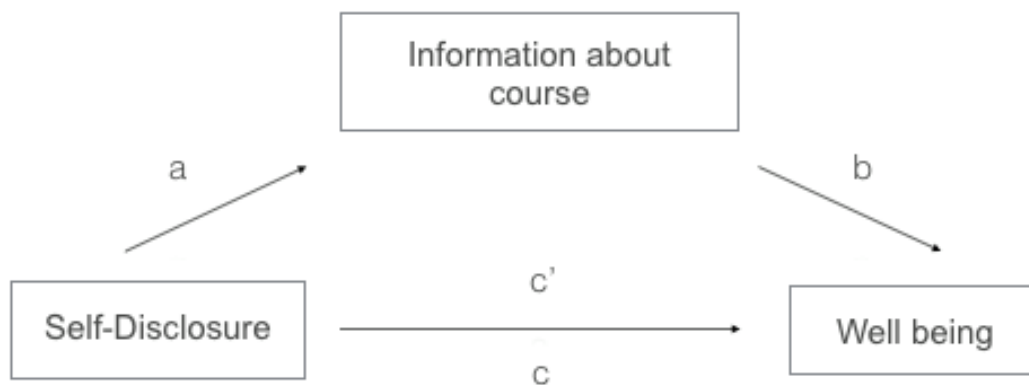 Information about
course
a
b
c’
Self-Disclosure
Well being
c